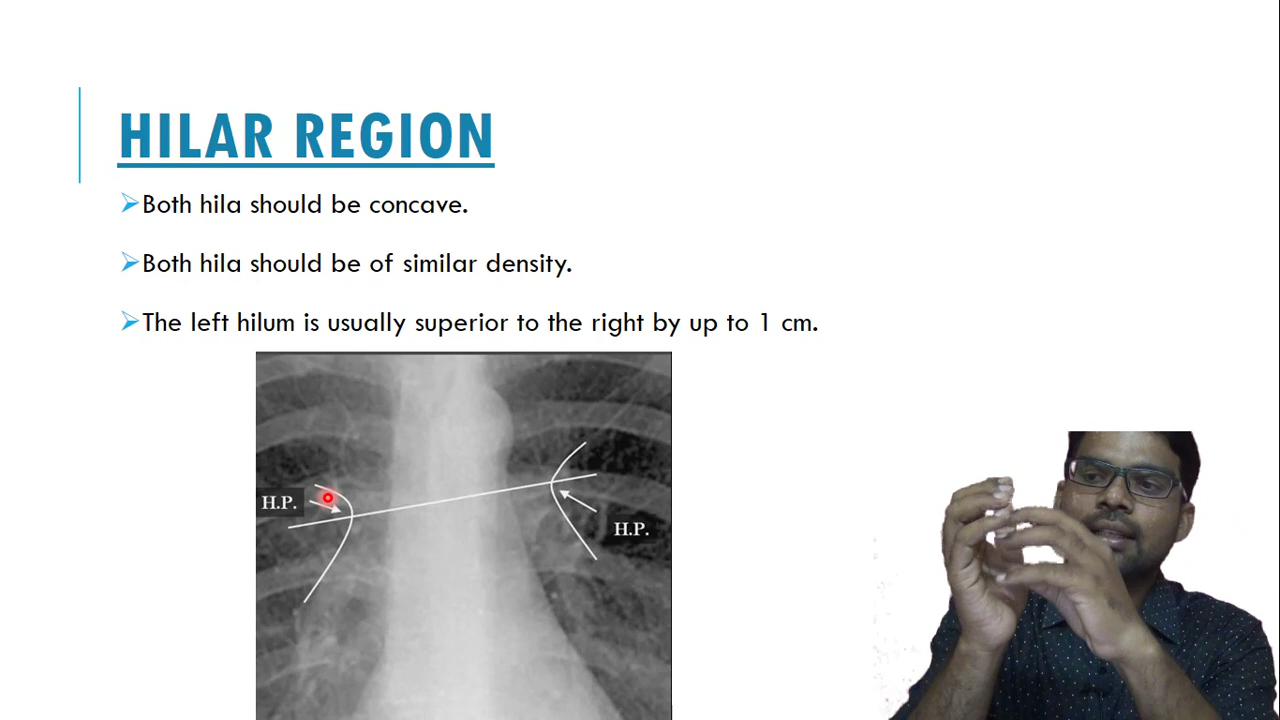 HILAR REGION
➢Both hila should be concave.
➢Both hila should be of similar density.
➢The left hilum is usually superior to the right by up to 1 cm.
H.P.
H.P.